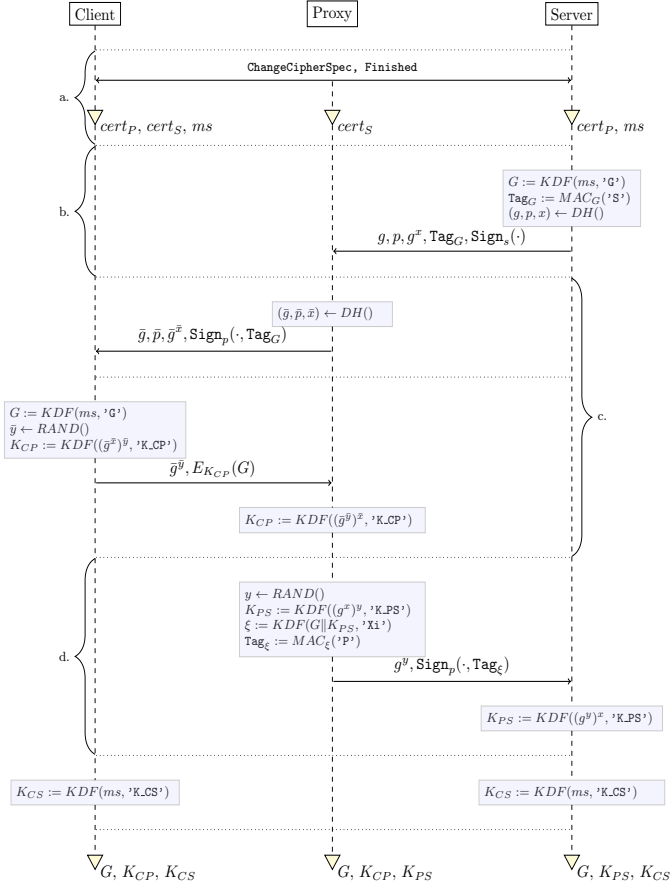 Client Proxy Server
ChangeCipherSpec, Finished
a.
cert_P, cert_S, ms cert_S cert_P, ms
G := KDF(ms, 'G')
Tag_G := MAC_G('S')
(g, p, x) ← DH()
b.
g, p, g^x, Tag_G, Sign_s(·)
(ḡ, p̄, x̄) ← DH()
ḡ, p̄, ḡ^x̄, Sign_p(·, Tag_G)
c.
G := KDF(ms, 'G')
ȳ ← RAND()
K_CP := KDF((ḡ^x̄)^ȳ, 'K_CP')
ḡ^ȳ, E_{K_CP}(G)
K_CP := KDF((ḡ^ȳ)^x̄, 'K_CP')
y ← RAND()
K_PS := KDF((g^x)^y, 'K_PS')
ξ := KDF(G‖K_PS, 'Xi')
Tag_ξ := MAC_ξ('P')
d.
g^y, Sign_p(·, Tag_ξ)
K_PS := KDF((g^y)^x, 'K_PS')
K_CS := KDF(ms, 'K_CS') K_CS := KDF(ms, 'K_CS')
G, K_CP, K_CS G, K_CP, K_PS G, K_PS, K_CS